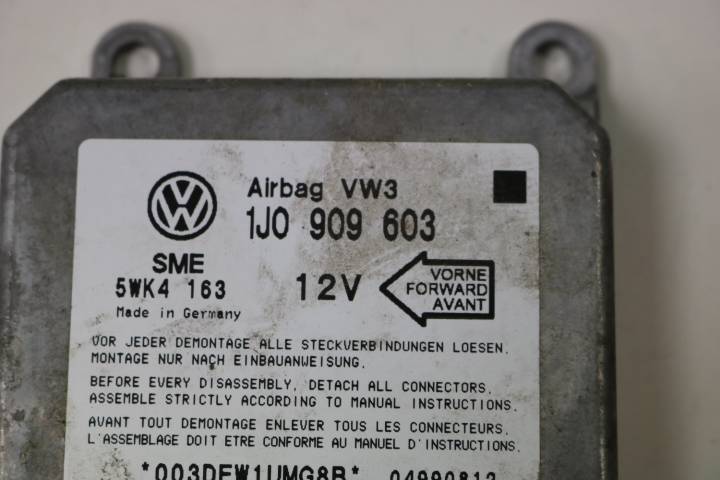 Airbag VW3
1J0 909 603
SME
5WK4 163
Made in Germany
12V
VORNE
FORWARD
AVANT
VOR JEDER DEMONTAGE ALLE STECKVERBINDUNGEN LOESEN.
MONTAGE NUR NACH EINBAUANWEISUNG.
BEFORE EVERY DISASSEMBLY, DETACH ALL CONNECTORS.
ASSEMBLE STRICTLY ACCORDING TO MANUAL INSTRUCTIONS.
AVANT TOUT DEMONTAGE ENLEVER TOUS LES CONNECTEURS.
L'ASSEMBLAGE DOIT ETRE CONFORME AU MANUEL D'INSTRUCTIONS.